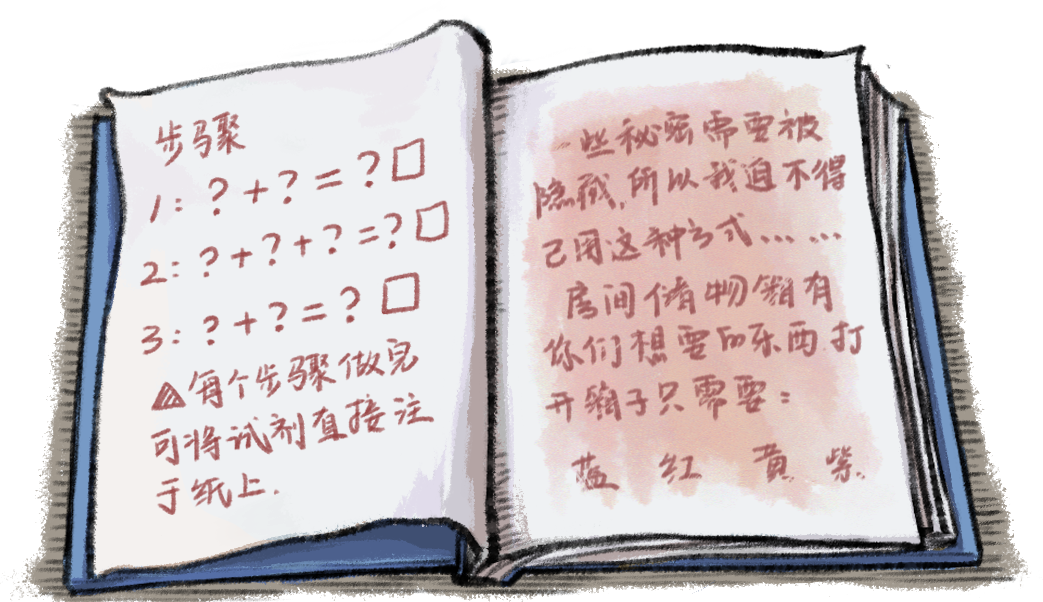 步骤
1：？+？=？□
2：？+？+？=？□
3：？+？=？□
▲每个步骤做完
可将试剂直接注
于纸上.
一些秘密需要被
隐藏,所以我迫不得
已用这种方式……
房间储物箱有
你们想要的东西.打
开箱子只需要：
蓝 红 黄 紫.